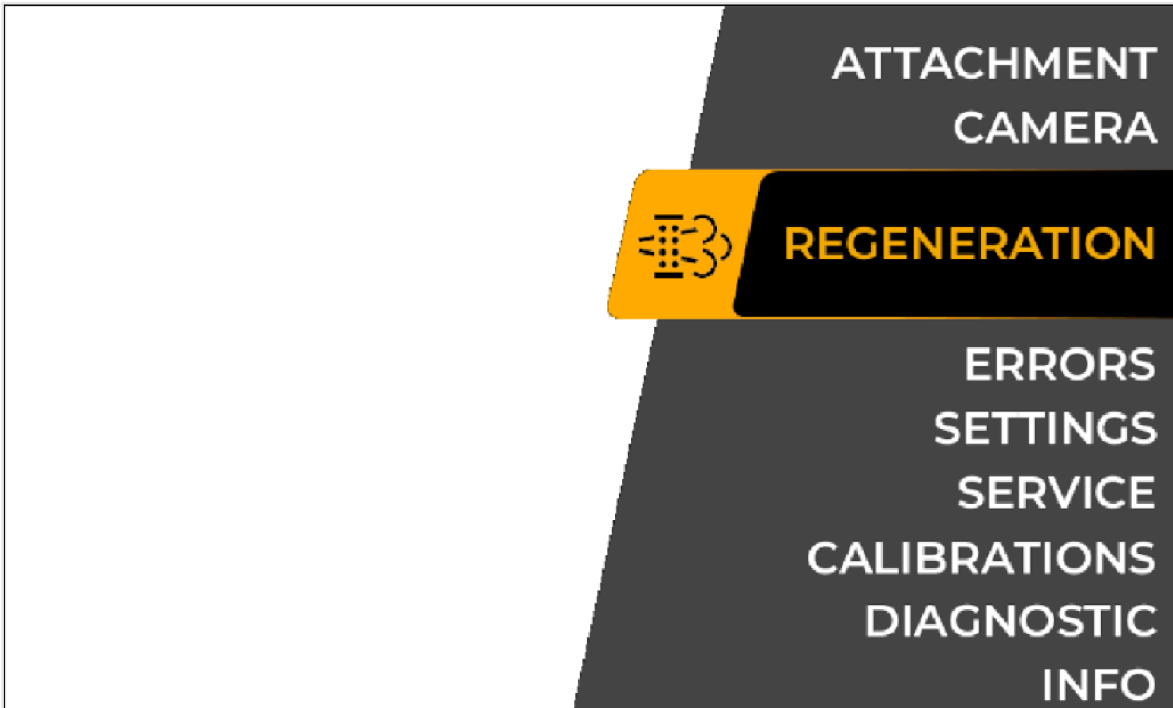 ATTACHMENT
CAMERA
REGENERATION
ERRORS
SETTINGS
SERVICE
CALIBRATIONS
DIAGNOSTIC
INFO